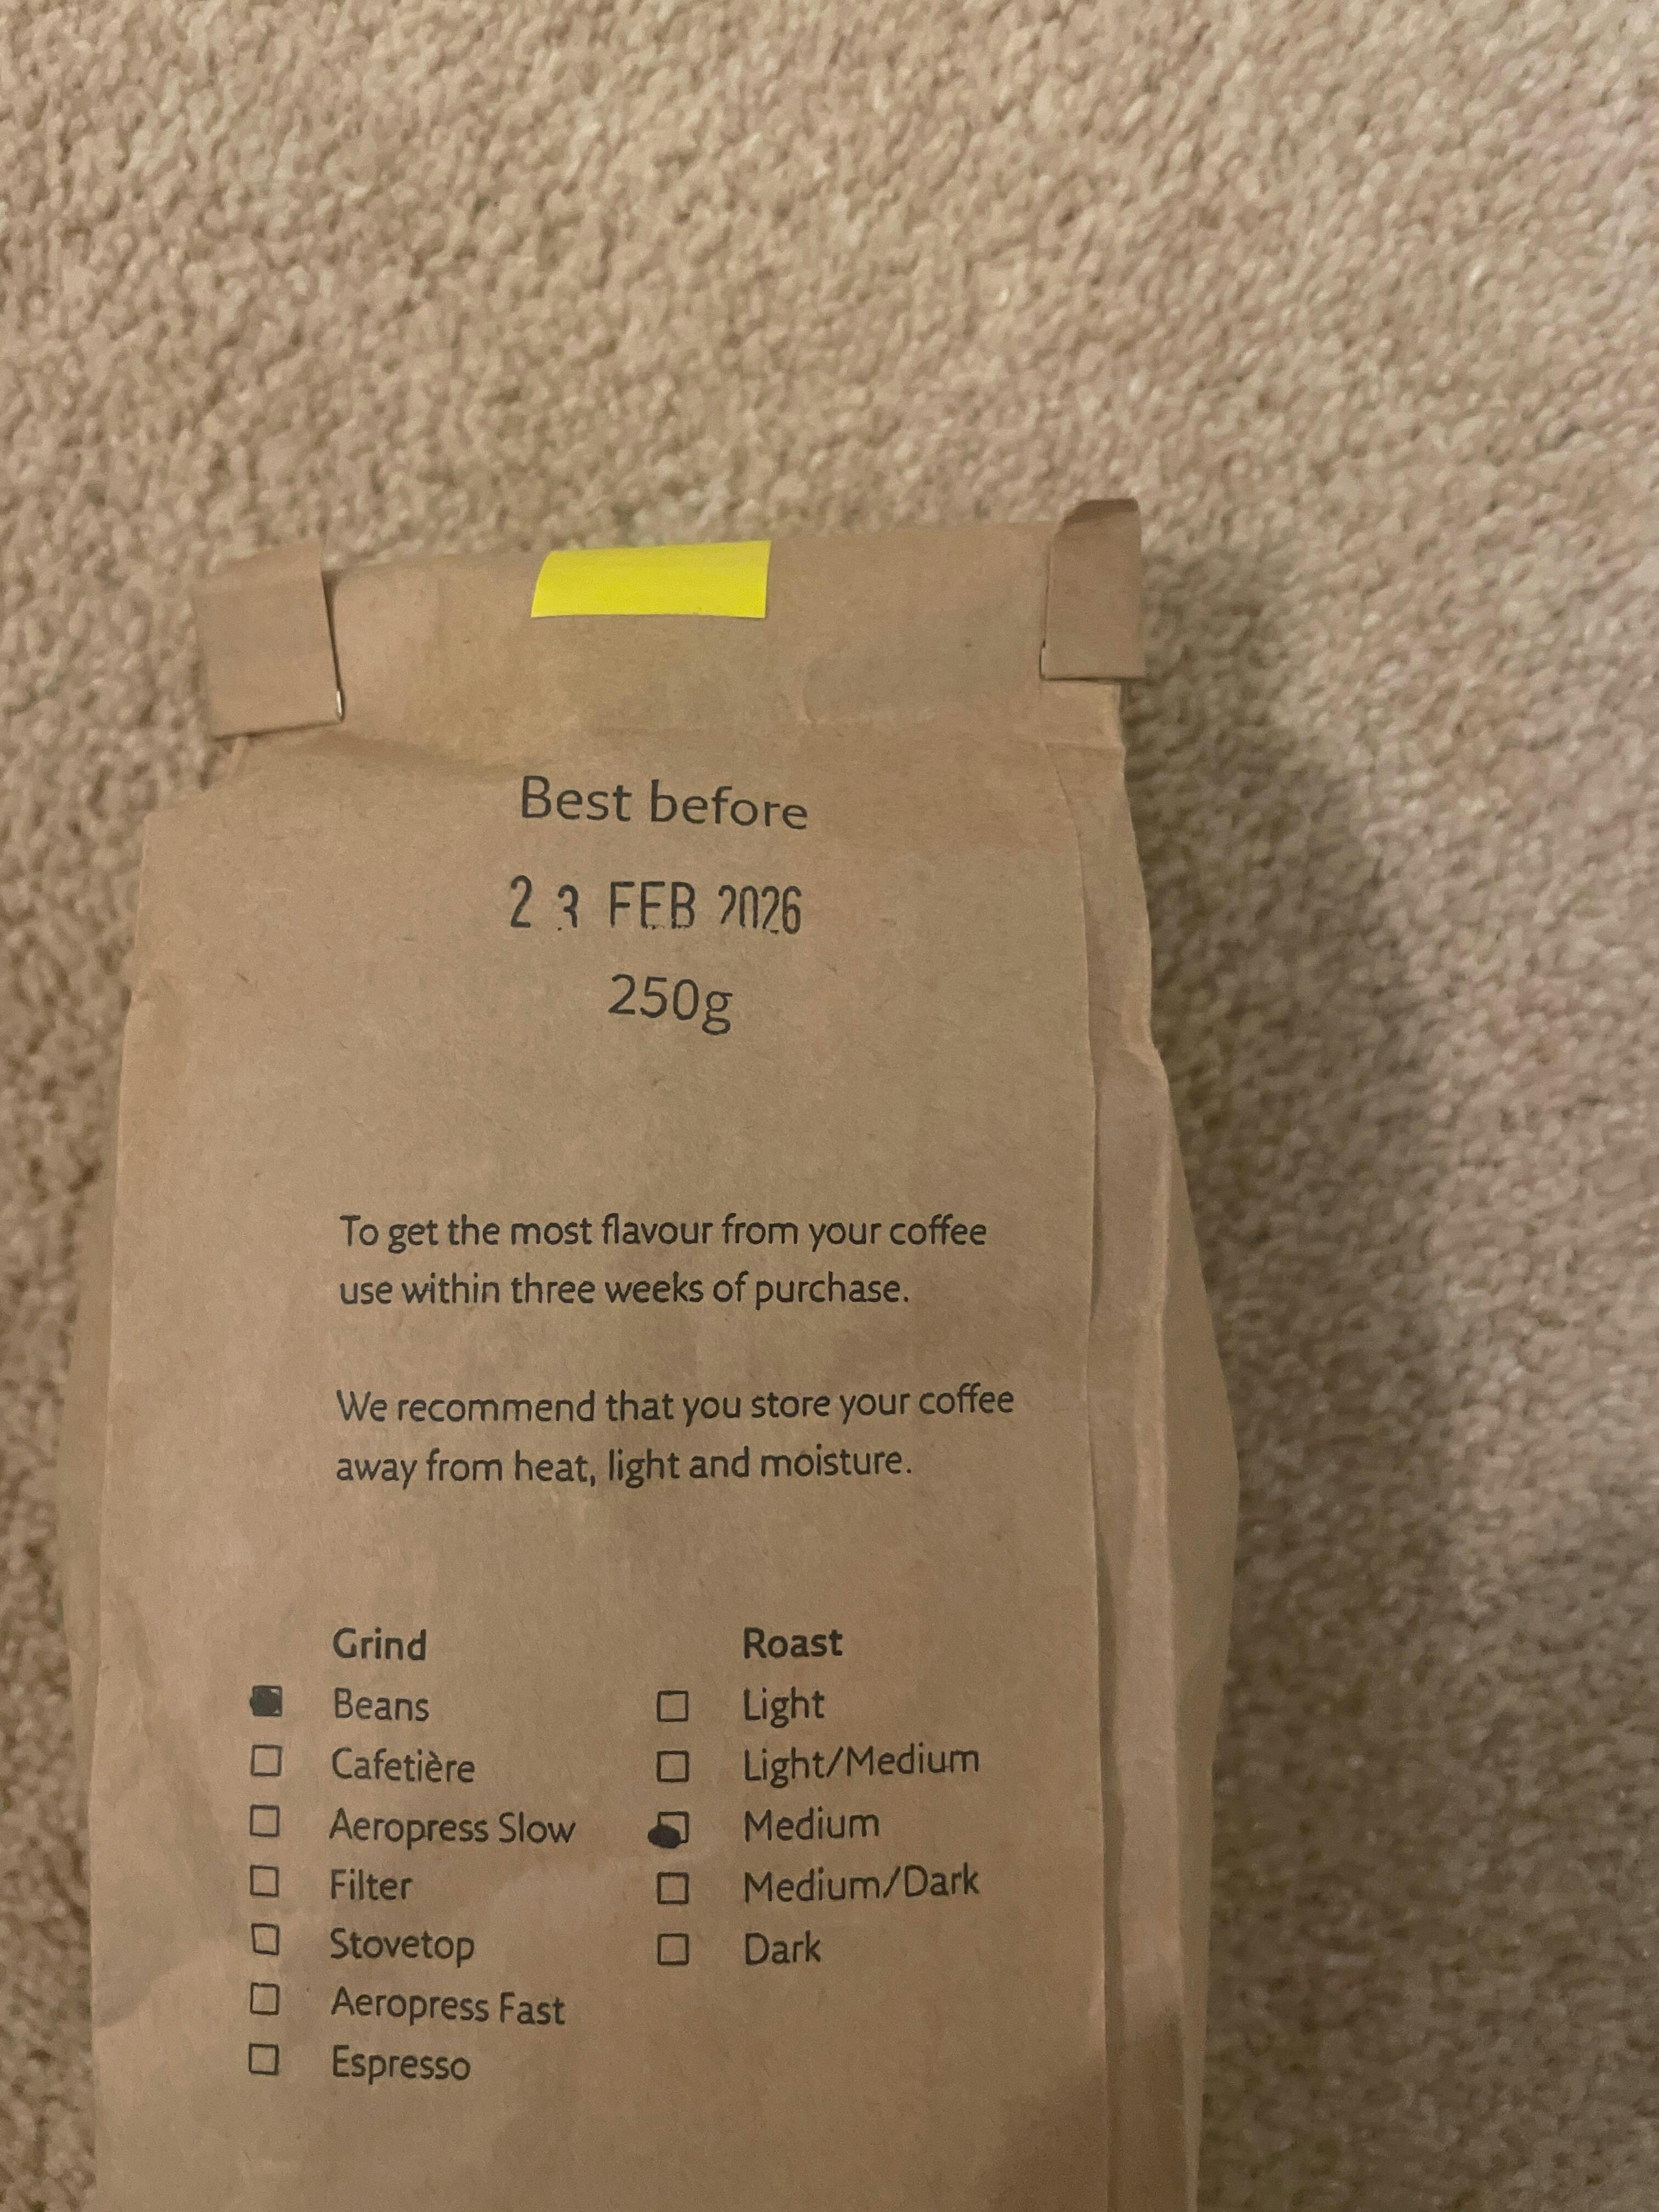 Best before
23 FEB 2026
250g
To get the most flavour from your coffee
use within three weeks of purchase.
We recommend that you store your coffee
away from heat, light and moisture.
Grind
Beans
Cafetière
Aeropress Slow
Filter
Stovetop
Aeropress Fast
Espresso
Roast
Light
Light/Medium
Medium
Medium/Dark
Dark